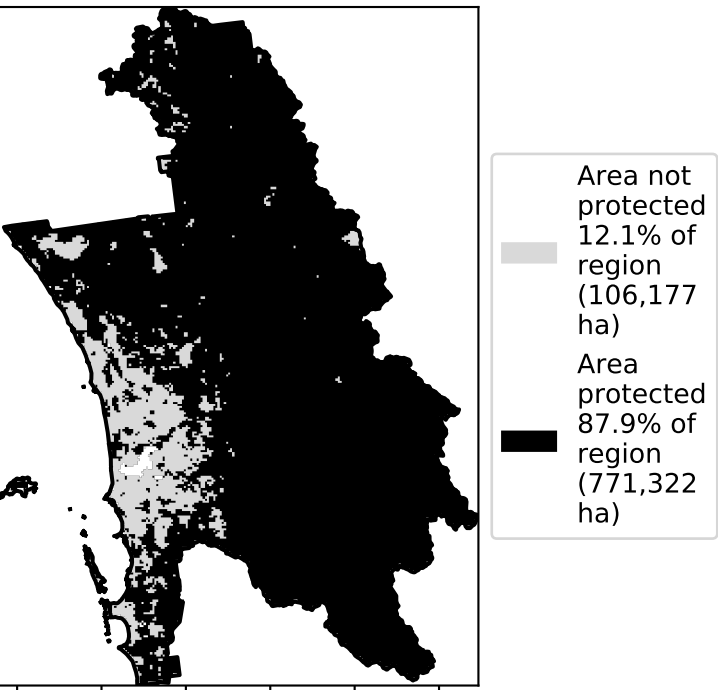 Area not
protected
12.1% of
region
(106,177
ha)
Area
protected
87.9% of
region
(771,322
ha)